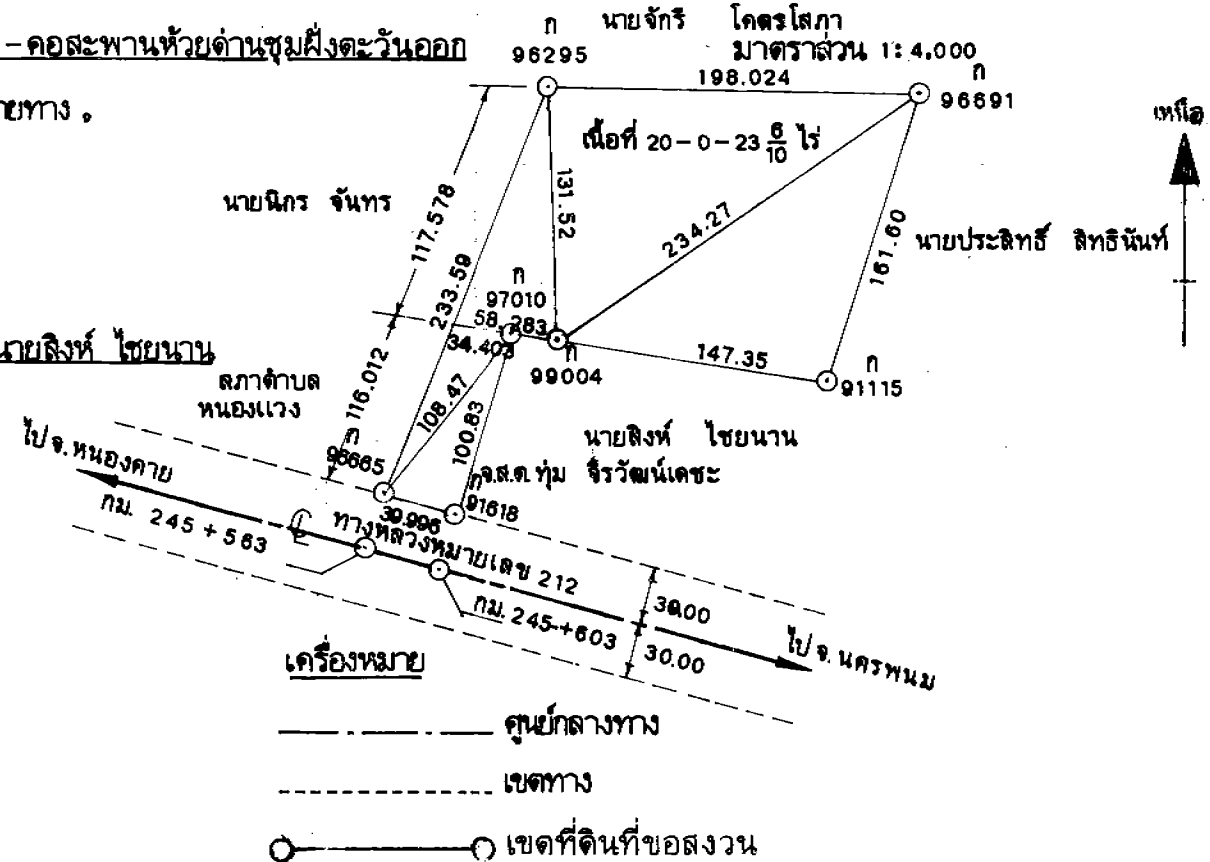 -คอสะพานห้วยด่านชุมฝั่งตะวันออก
นายจักรี โคตรโสภา
มาตราส่วน 1:4,000
ก
96295
198.024
ก
96691
ยทาง .
เหนือ
เนื้อที่ 20-0-23 6/10 ไร่
นายนิกร จันทร
117.578
233.59
131.52
234.27
161.60
นายประสิทธิ์ สิทธินันท์
ก
97010
58.283
34.403
ก
99004
147.35
ก
91115
นายสิงห์ ไชยนาน
สภาตำบล
หนองแวง
116.012
108.47
100.83
นายสิงห์ ไชยนาน
จ.ส.ต. ทุ่ม จิรวัฒน์เดชะ
ก
96665
ก
91618
39.996
ไป จ.หนองคาย
กม. 245 + 563
ทางหลวงหมายเลข 212
กม. 245+603
30.00
30.00
ไป จ. นครพนม
เครื่องหมาย
ศูนย์กลางทาง
เขตทาง
เขตที่ดินที่ขอสงวน